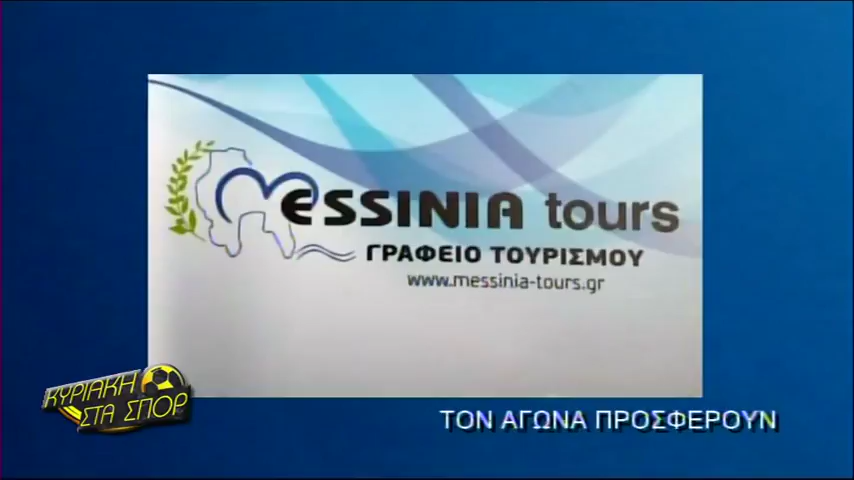 MESSINIA tours
ΓΡΑΦΕΙΟ ΤΟΥΡΙΣΜΟΥ
www.messinia-tours.gr
ΚΥΡΙΑΚΗ
ΣΤΑ ΣΠΟΡ
ΤΟΝ ΑΓΩΝΑ ΠΡΟΣΦΕΡΟΥΝ